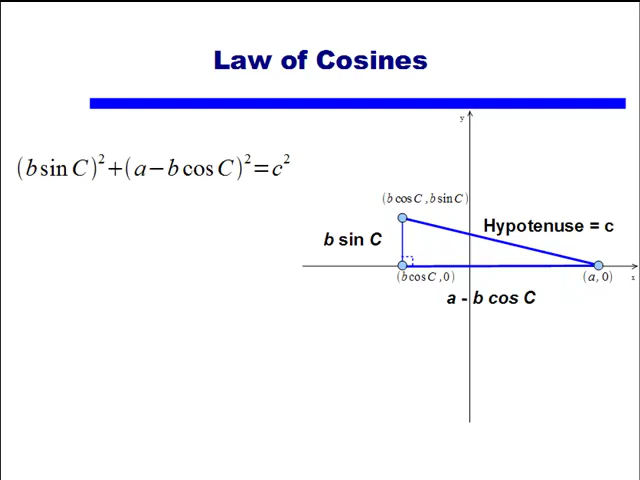 Law of Cosines
(b sin C)²+(a−b cos C)²=c²
y
(b cos C , b sin C)
Hypotenuse = c
b sin C
(b cos C , 0)
(a, 0)
x
a - b cos C